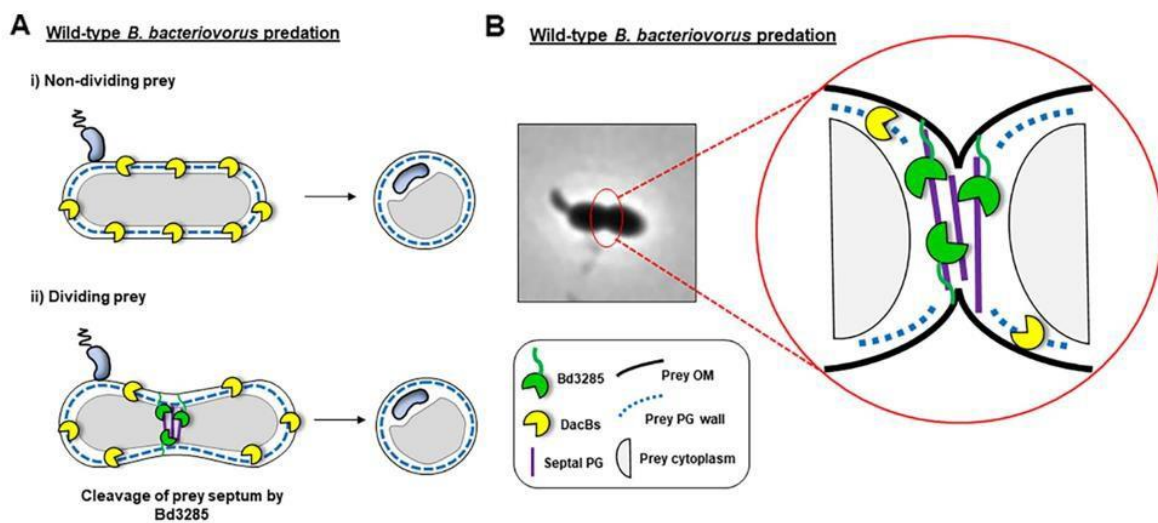 A Wild-type B. bacteriovorus predation
i) Non-dividing prey
ii) Dividing prey
Cleavage of prey septum by
Bd3285
B Wild-type B. bacteriovorus predation
Bd3285
DacBs
Septal PG
Prey OM
Prey PG wall
Prey cytoplasm